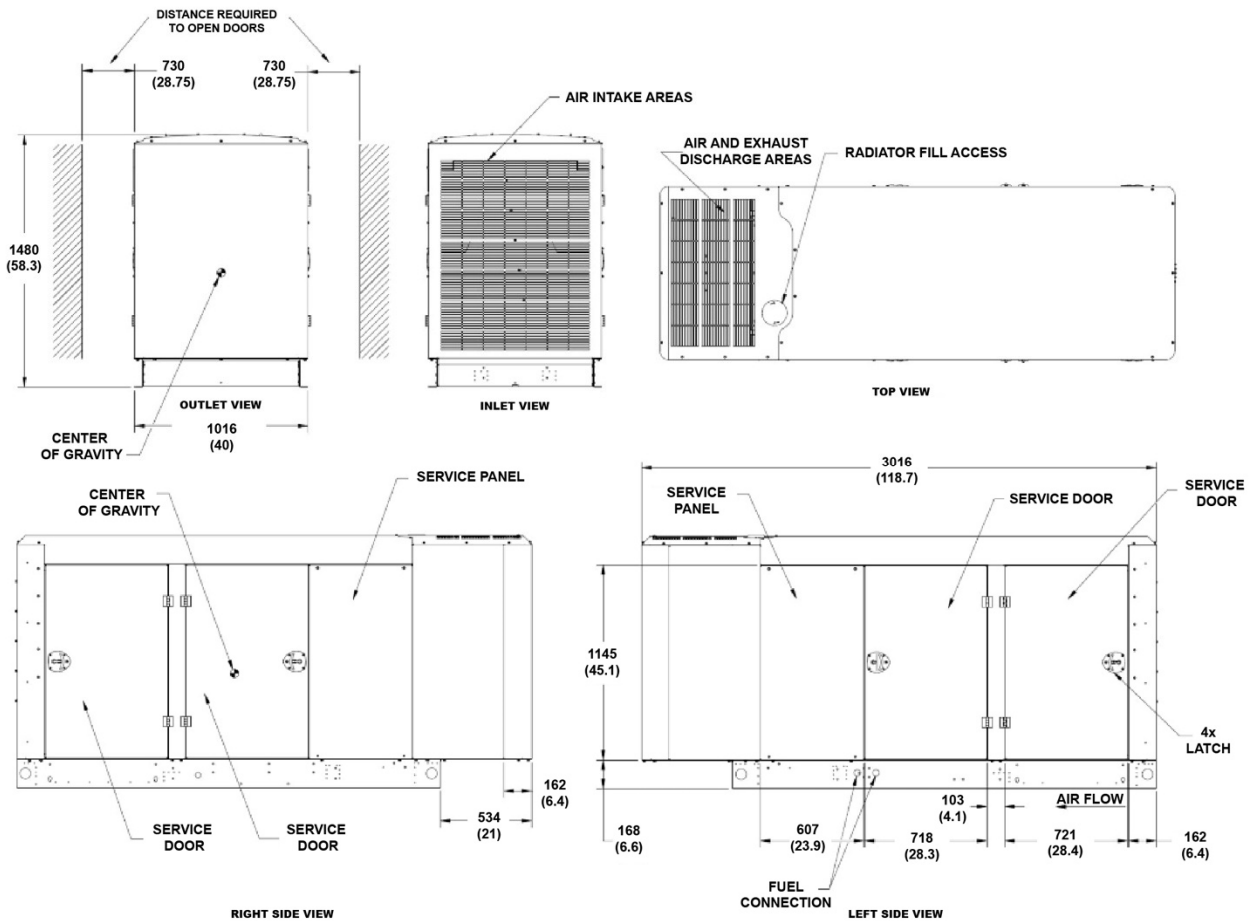 DISTANCE REQUIRED
TO OPEN DOORS
730
(28.75)
730
(28.75)
1480
(58.3)
OUTLET VIEW
1016
(40)
CENTER
OF GRAVITY
AIR INTAKE AREAS
INLET VIEW
AIR AND EXHAUST
DISCHARGE AREAS
RADIATOR FILL ACCESS
TOP VIEW
CENTER
OF GRAVITY
SERVICE PANEL
SERVICE
DOOR
SERVICE
DOOR
162
(6.4)
534
(21)
RIGHT SIDE VIEW
3016
(118.7)
SERVICE
PANEL
SERVICE DOOR
SERVICE
DOOR
1145
(45.1)
4x
LATCH
168
(6.6)
607
(23.9)
718
(28.3)
103
(4.1)
AIR FLOW
721
(28.4)
162
(6.4)
FUEL
CONNECTION
LEFT SIDE VIEW